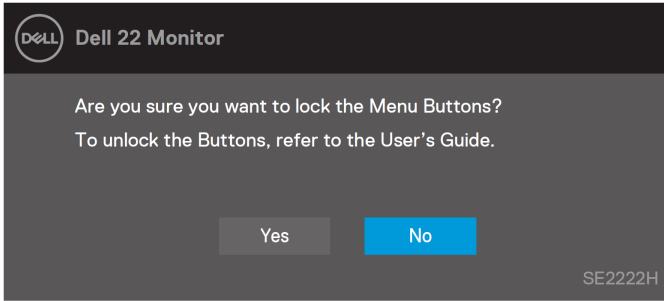 DELL
Dell 22 Monitor
Are you sure you want to lock the Menu Buttons?
To unlock the Buttons, refer to the User’s Guide.
Yes No
SE2222H